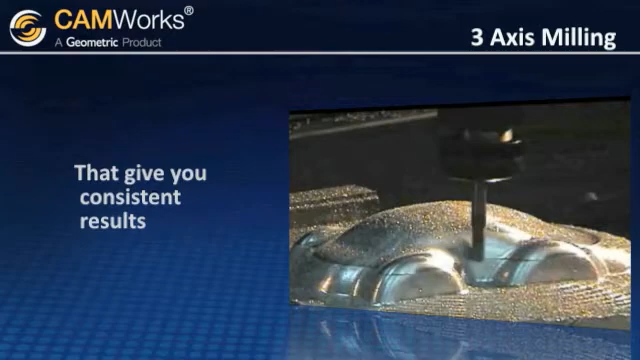 CAMWorks®
A Geometric Product
3 Axis Milling
That give you
consistent
results